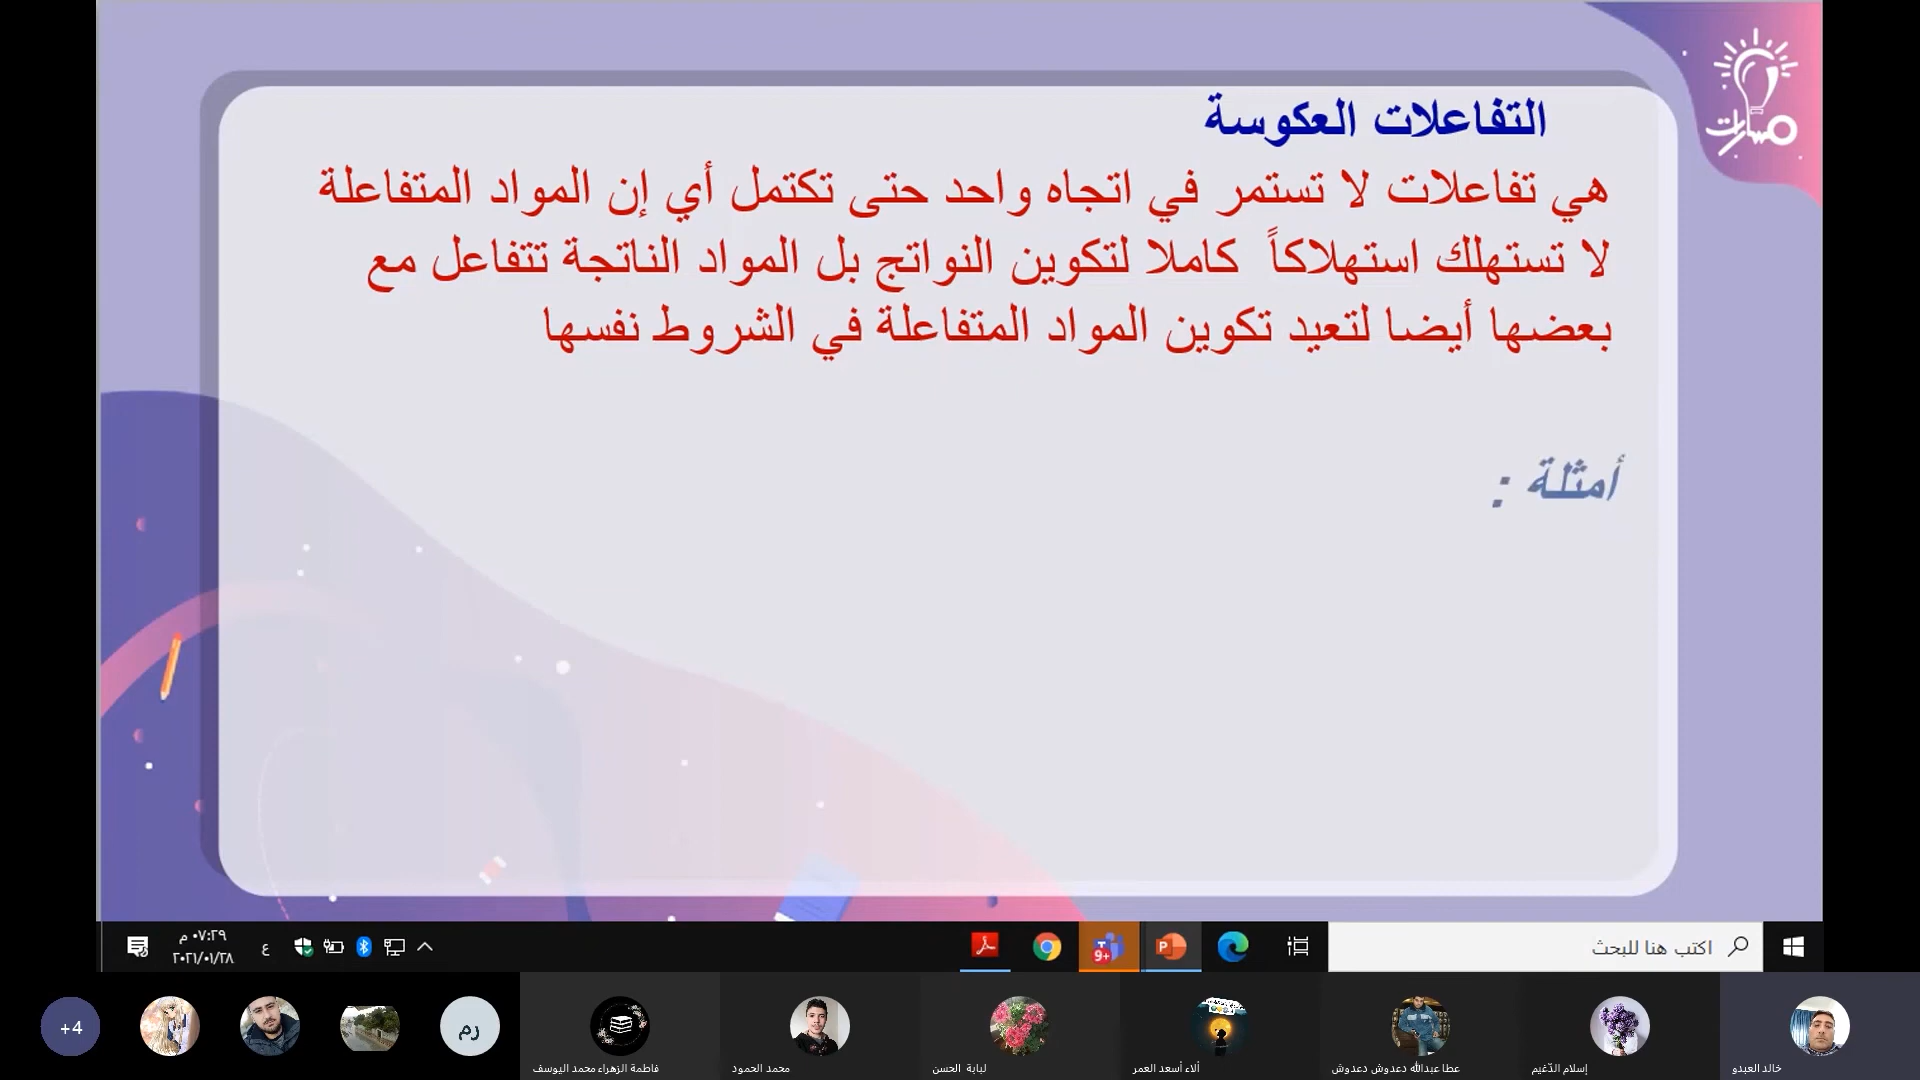 مسارات
التفاعلات العكوسة
هي تفاعلات لا تستمر في اتجاه واحد حتى تكتمل أي إن المواد المتفاعلة
لا تستهلك استهلاكاً كاملا لتكوين النواتج بل المواد الناتجة تتفاعل مع
بعضها أيضا لتعيد تكوين المواد المتفاعلة في الشروط نفسها
أمثلة :
اكتب هنا للبحث
9+
ع
٠٧:٢٩ م
٢٠٢١/٠١/٢٨
+4
رم
فاطمة الزهراء محمد اليوسف
محمد الحمود
لبابة الحسن
ألاء أسعد العمر
عطا عبدالله دعدوش دعدوش
إسلام الدّغيم
خالد العبدو